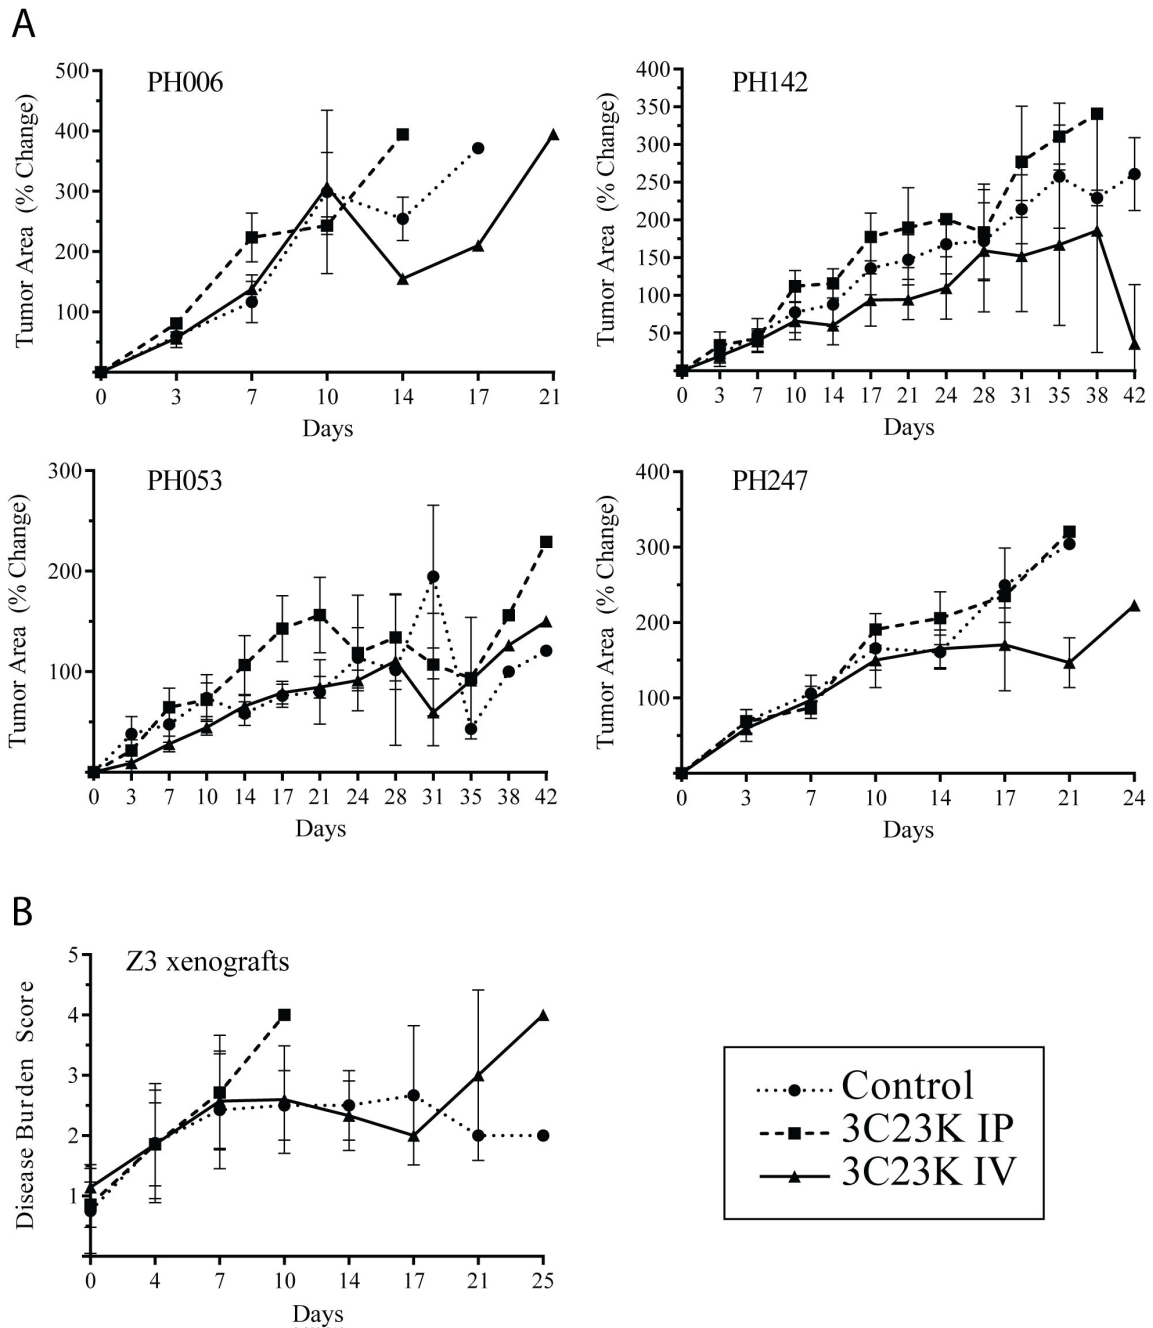 A
PH006
Tumor Area (% Change)
500
400
300
200
100
0 3 7 10 14 17 21
Days
PH142
Tumor Area (% Change)
400
350
300
250
200
150
100
50
0 3 7 10 14 17 21 24 28 31 35 38 42
Days
PH053
Tumor Area (% Change)
300
200
100
0 3 7 10 14 17 21 24 28 31 35 38 42
Days
PH247
Tumor Area (% Change)
400
300
200
100
0 3 7 10 14 17 21 24
Days
B
Z3 xenografts
Disease Burden Score
5
4
3
2
1
0 4 7 10 14 17 21 25
Days
Control
3C23K IP
3C23K IV